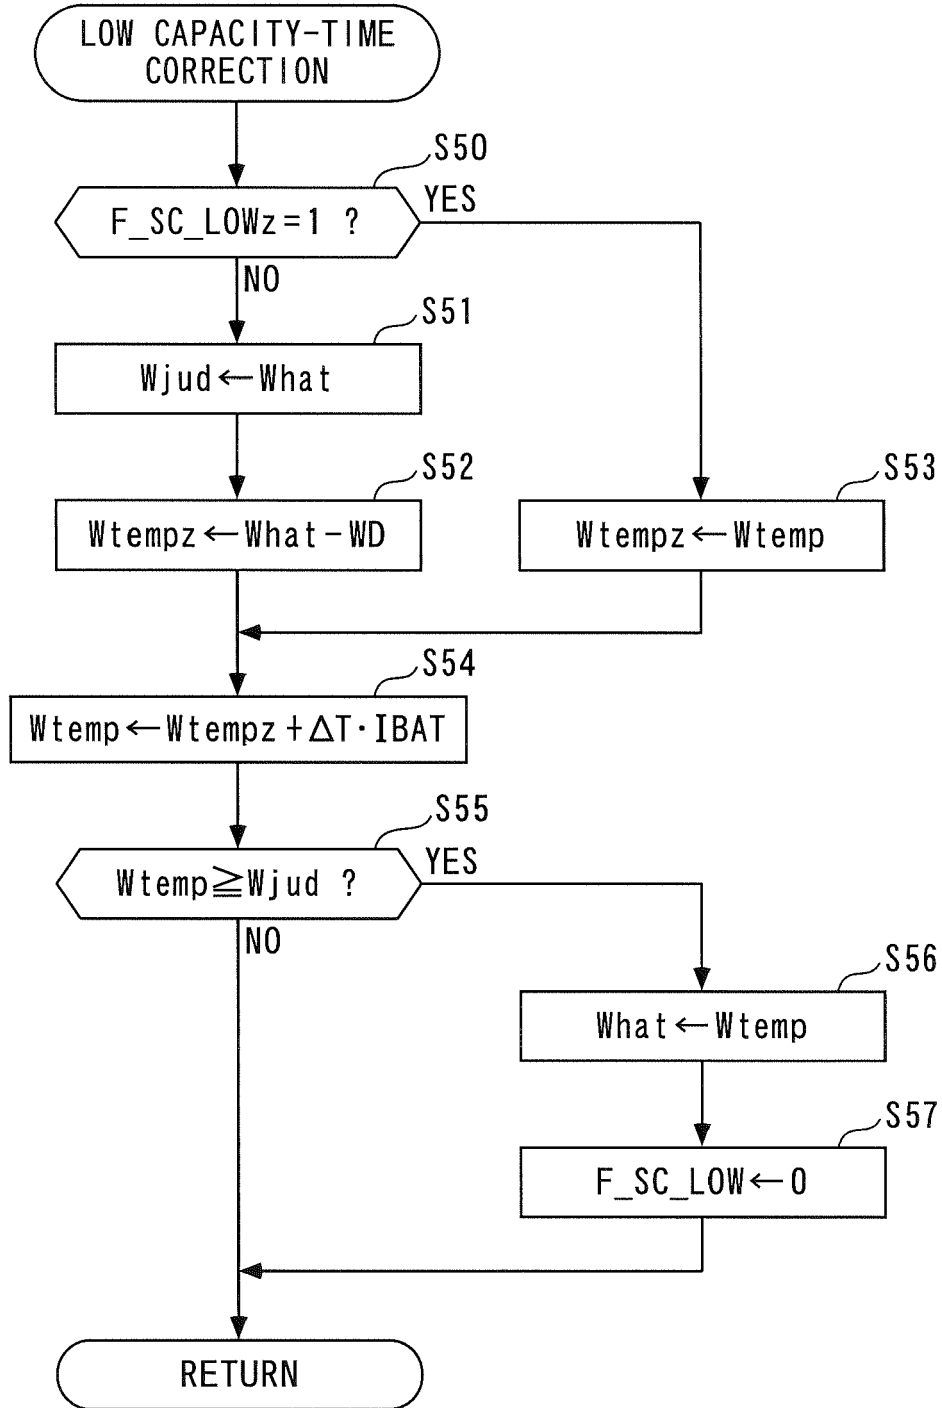 LOW CAPACITY-TIME
CORRECTION
S50
F_SC_LOWz=1 ?
YES
NO
S51
Wjud←What
S52
Wtempz←What-WD
S53
Wtempz←Wtemp
S54
Wtemp←Wtempz+ΔT·IBAT
S55
Wtemp≧Wjud ?
YES
NO
S56
What←Wtemp
S57
F_SC_LOW←0
RETURN